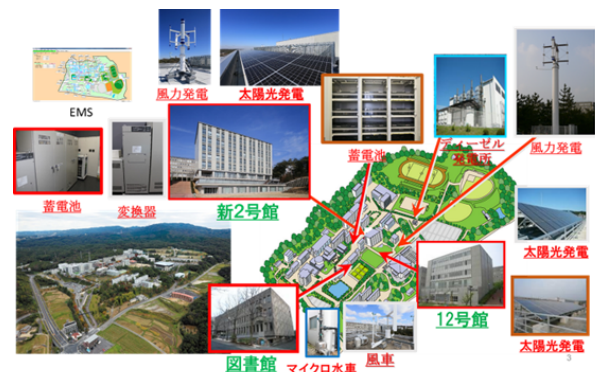 EMS
風力発電
太陽光発電
蓄電池
ディーゼル
発電所
風力発電
蓄電池
変換器
新2号館
太陽光発電
図書館
マイクロ水車
風車
12号館
太陽光発電
3